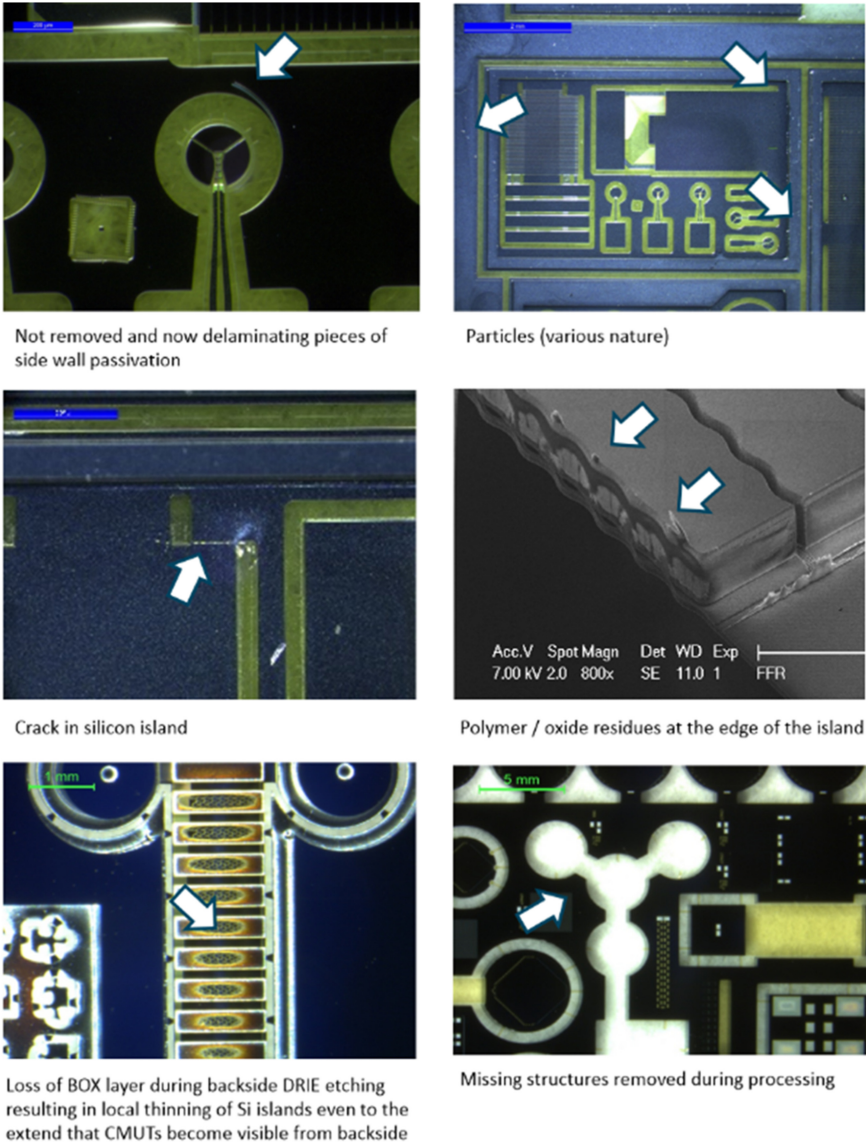 200 µm
2 mm
Not removed and now delaminating pieces of
side wall passivation
Particles (various nature)
Crack in silicon island
Acc.V Spot Magn Det WD Exp
7.00 kV 2.0 800x SE 11.0 1 FFR
Polymer / oxide residues at the edge of the island
1 mm
5 mm
Loss of BOX layer during backside DRIE etching
resulting in local thinning of Si islands even to the
extend that CMUTs become visible from backside
Missing structures removed during processing